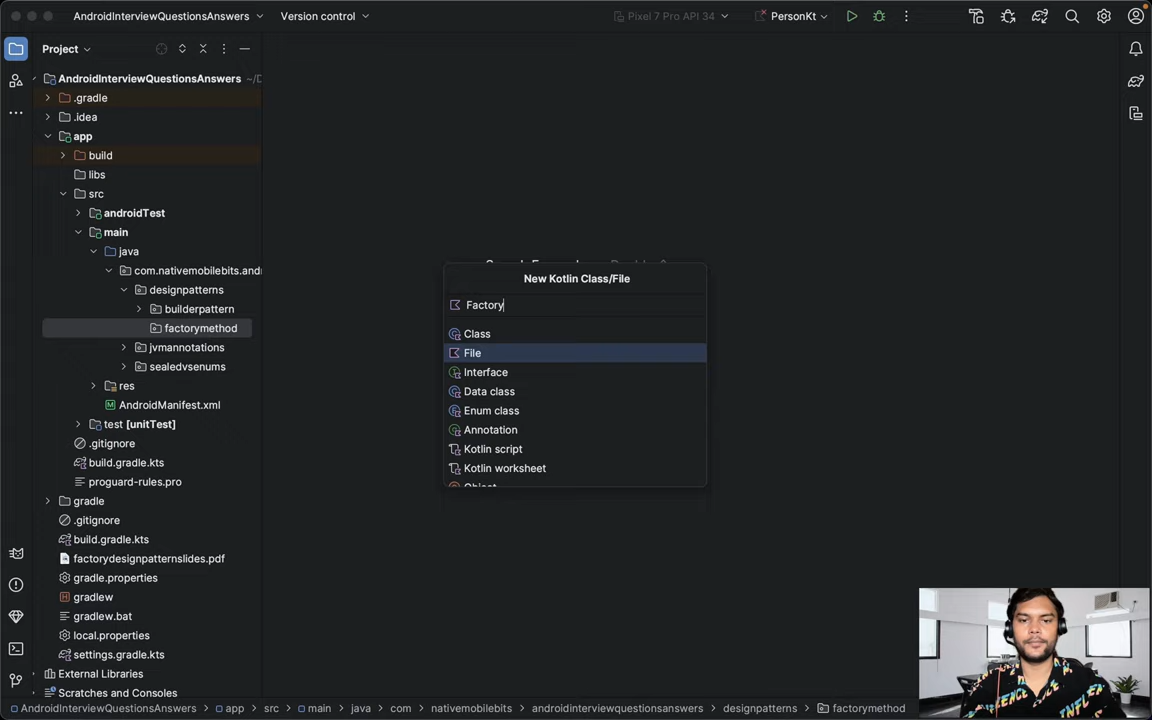 AndroidInterviewQuestionsAnswers
Version control
Pixel 7 Pro API 34
PersonKt
Project
AndroidInterviewQuestionsAnswers ~/D
.gradle
.idea
app
build
libs
src
androidTest
main
java
com.nativemobilebits.andr
designpatterns
builderpattern
factorymethod
jvmannotations
sealedvsenums
res
AndroidManifest.xml
test [unitTest]
.gitignore
build.gradle.kts
proguard-rules.pro
gradle
.gitignore
build.gradle.kts
factorydesignpatternslides.pdf
gradle.properties
gradlew
gradlew.bat
local.properties
settings.gradle.kts
External Libraries
Scratches and Consoles
New Kotlin Class/File
Factory
Class
File
Interface
Data class
Enum class
Annotation
Kotlin script
Kotlin worksheet
Object
AndroidInterviewQuestionsAnswers > app > src > main > java > com > nativemobilebits > androidinterviewquestionsanswers > designpatterns > factorymethod